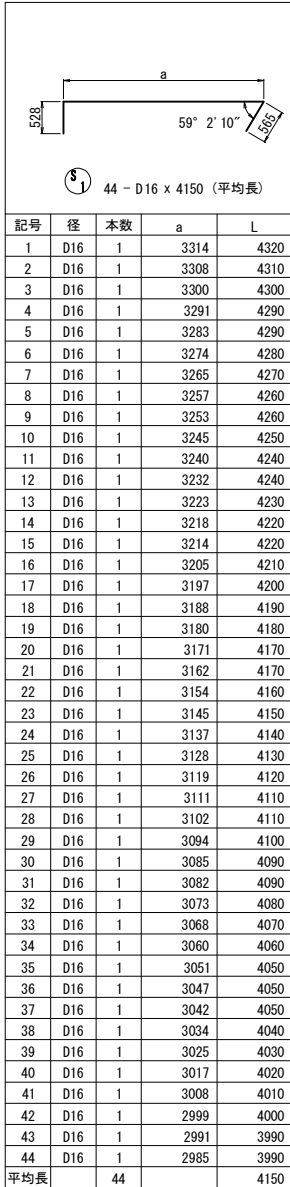 a
528
59° 2' 10"
565
S1 44 - D16 x 4150 (平均長)
記号 径 本数 a L
1 D16 1 3314 4320
2 D16 1 3308 4310
3 D16 1 3300 4300
4 D16 1 3291 4290
5 D16 1 3283 4290
6 D16 1 3274 4280
7 D16 1 3265 4270
8 D16 1 3257 4260
9 D16 1 3253 4260
10 D16 1 3245 4250
11 D16 1 3240 4240
12 D16 1 3232 4240
13 D16 1 3223 4230
14 D16 1 3218 4220
15 D16 1 3214 4220
16 D16 1 3205 4210
17 D16 1 3197 4200
18 D16 1 3188 4190
19 D16 1 3180 4180
20 D16 1 3171 4170
21 D16 1 3162 4170
22 D16 1 3154 4160
23 D16 1 3145 4150
24 D16 1 3137 4140
25 D16 1 3128 4130
26 D16 1 3119 4120
27 D16 1 3111 4110
28 D16 1 3102 4110
29 D16 1 3094 4100
30 D16 1 3085 4090
31 D16 1 3082 4090
32 D16 1 3073 4080
33 D16 1 3068 4070
34 D16 1 3060 4060
35 D16 1 3051 4050
36 D16 1 3047 4050
37 D16 1 3042 4050
38 D16 1 3034 4040
39 D16 1 3025 4030
40 D16 1 3017 4020
41 D16 1 3008 4010
42 D16 1 2999 4000
43 D16 1 2991 3990
44 D16 1 2985 3990
平均長 44 4150